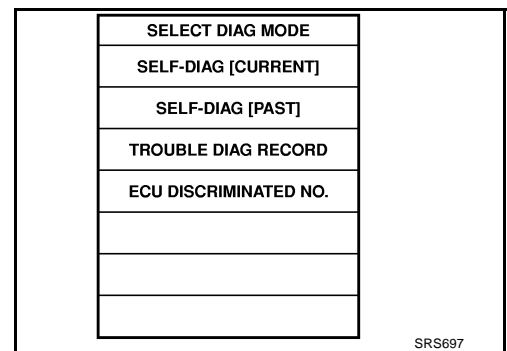 SELECT DIAG MODE
SELF-DIAG [CURRENT]
SELF-DIAG [PAST]
TROUBLE DIAG RECORD
ECU DISCRIMINATED NO.
SRS697